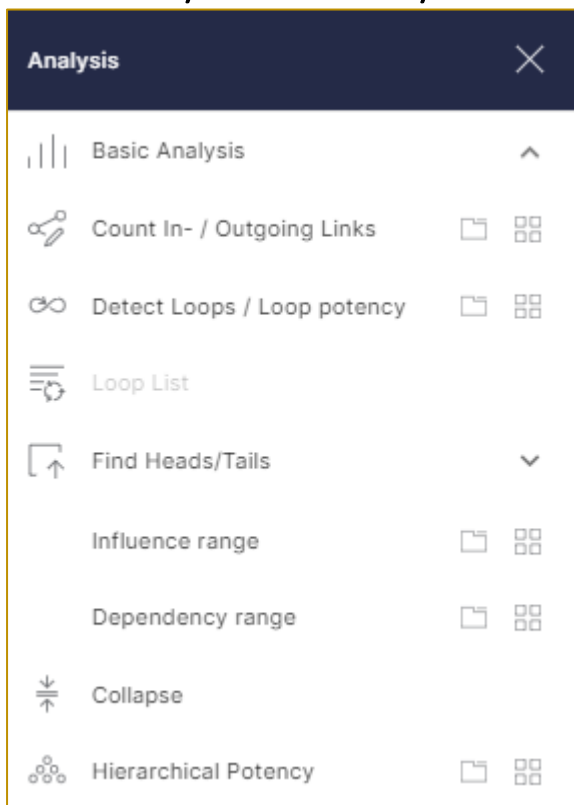 Analysis
Basic Analysis
Count In- / Outgoing Links
Detect Loops / Loop potency
Loop List
Find Heads/Tails
Influence range
Dependency range
Collapse
Hierarchical Potency